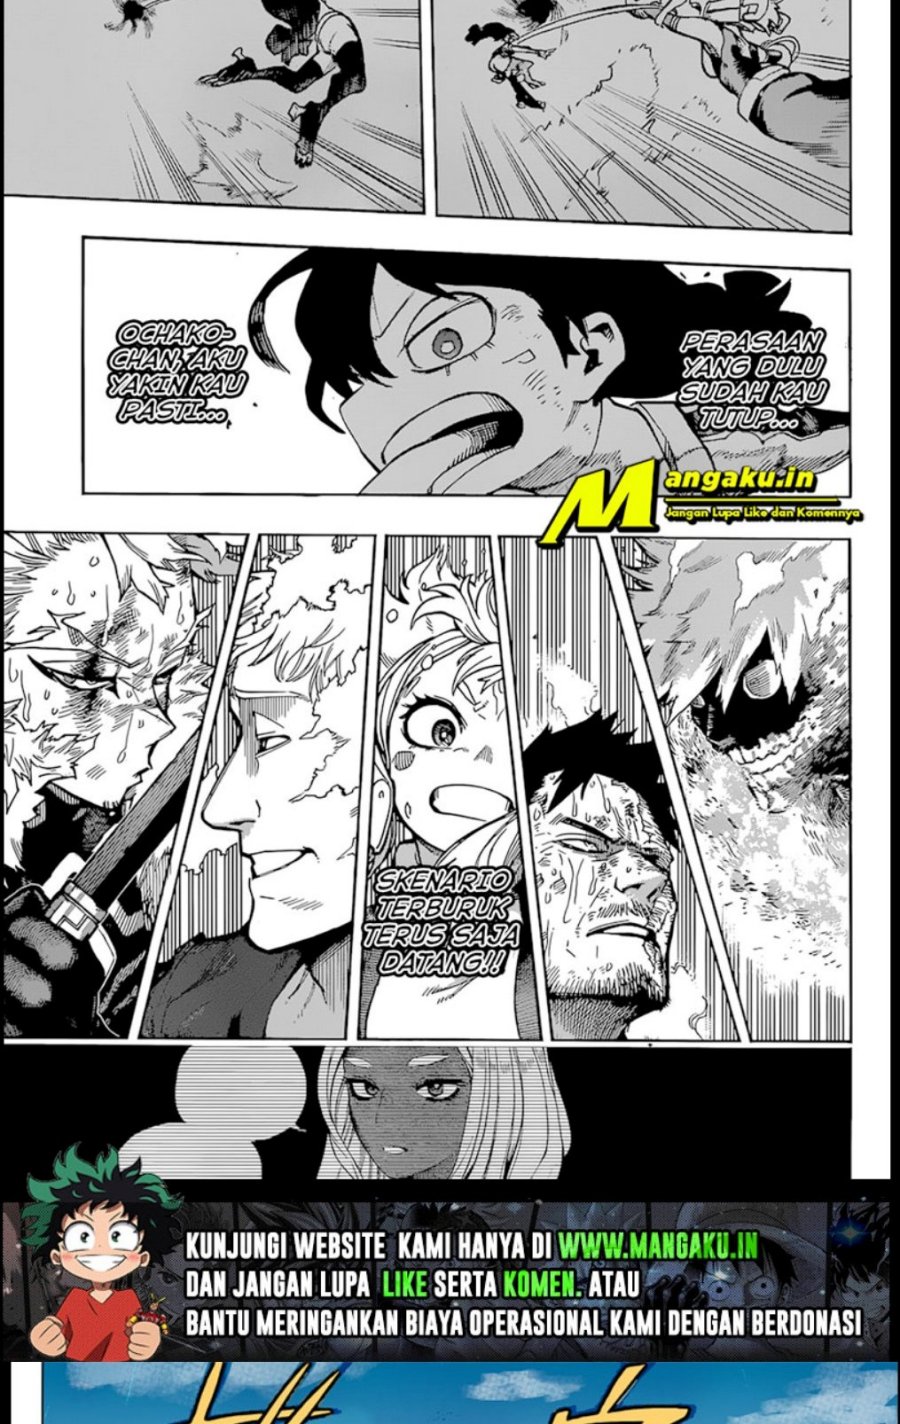 PERASAAN
YANG DULU
SUDAH KAU
TUTUP...
OCHAKO-
CHAN, AKU
YAKIN KAU
PASTI...
Mangaku.in
Jangan Lupa Like dan Komennya
SKENARIO
TERBURUK
TERUS SAJA
DATANG!!
KUNJUNGI WEBSITE KAMI HANYA DI WWW.MANGAKU.IN
DAN JANGAN LUPA LIKE SERTA KOMEN. ATAU
BANTU MERINGANKAN BIAYA OPERASIONAL KAMI DENGAN BERDONASI